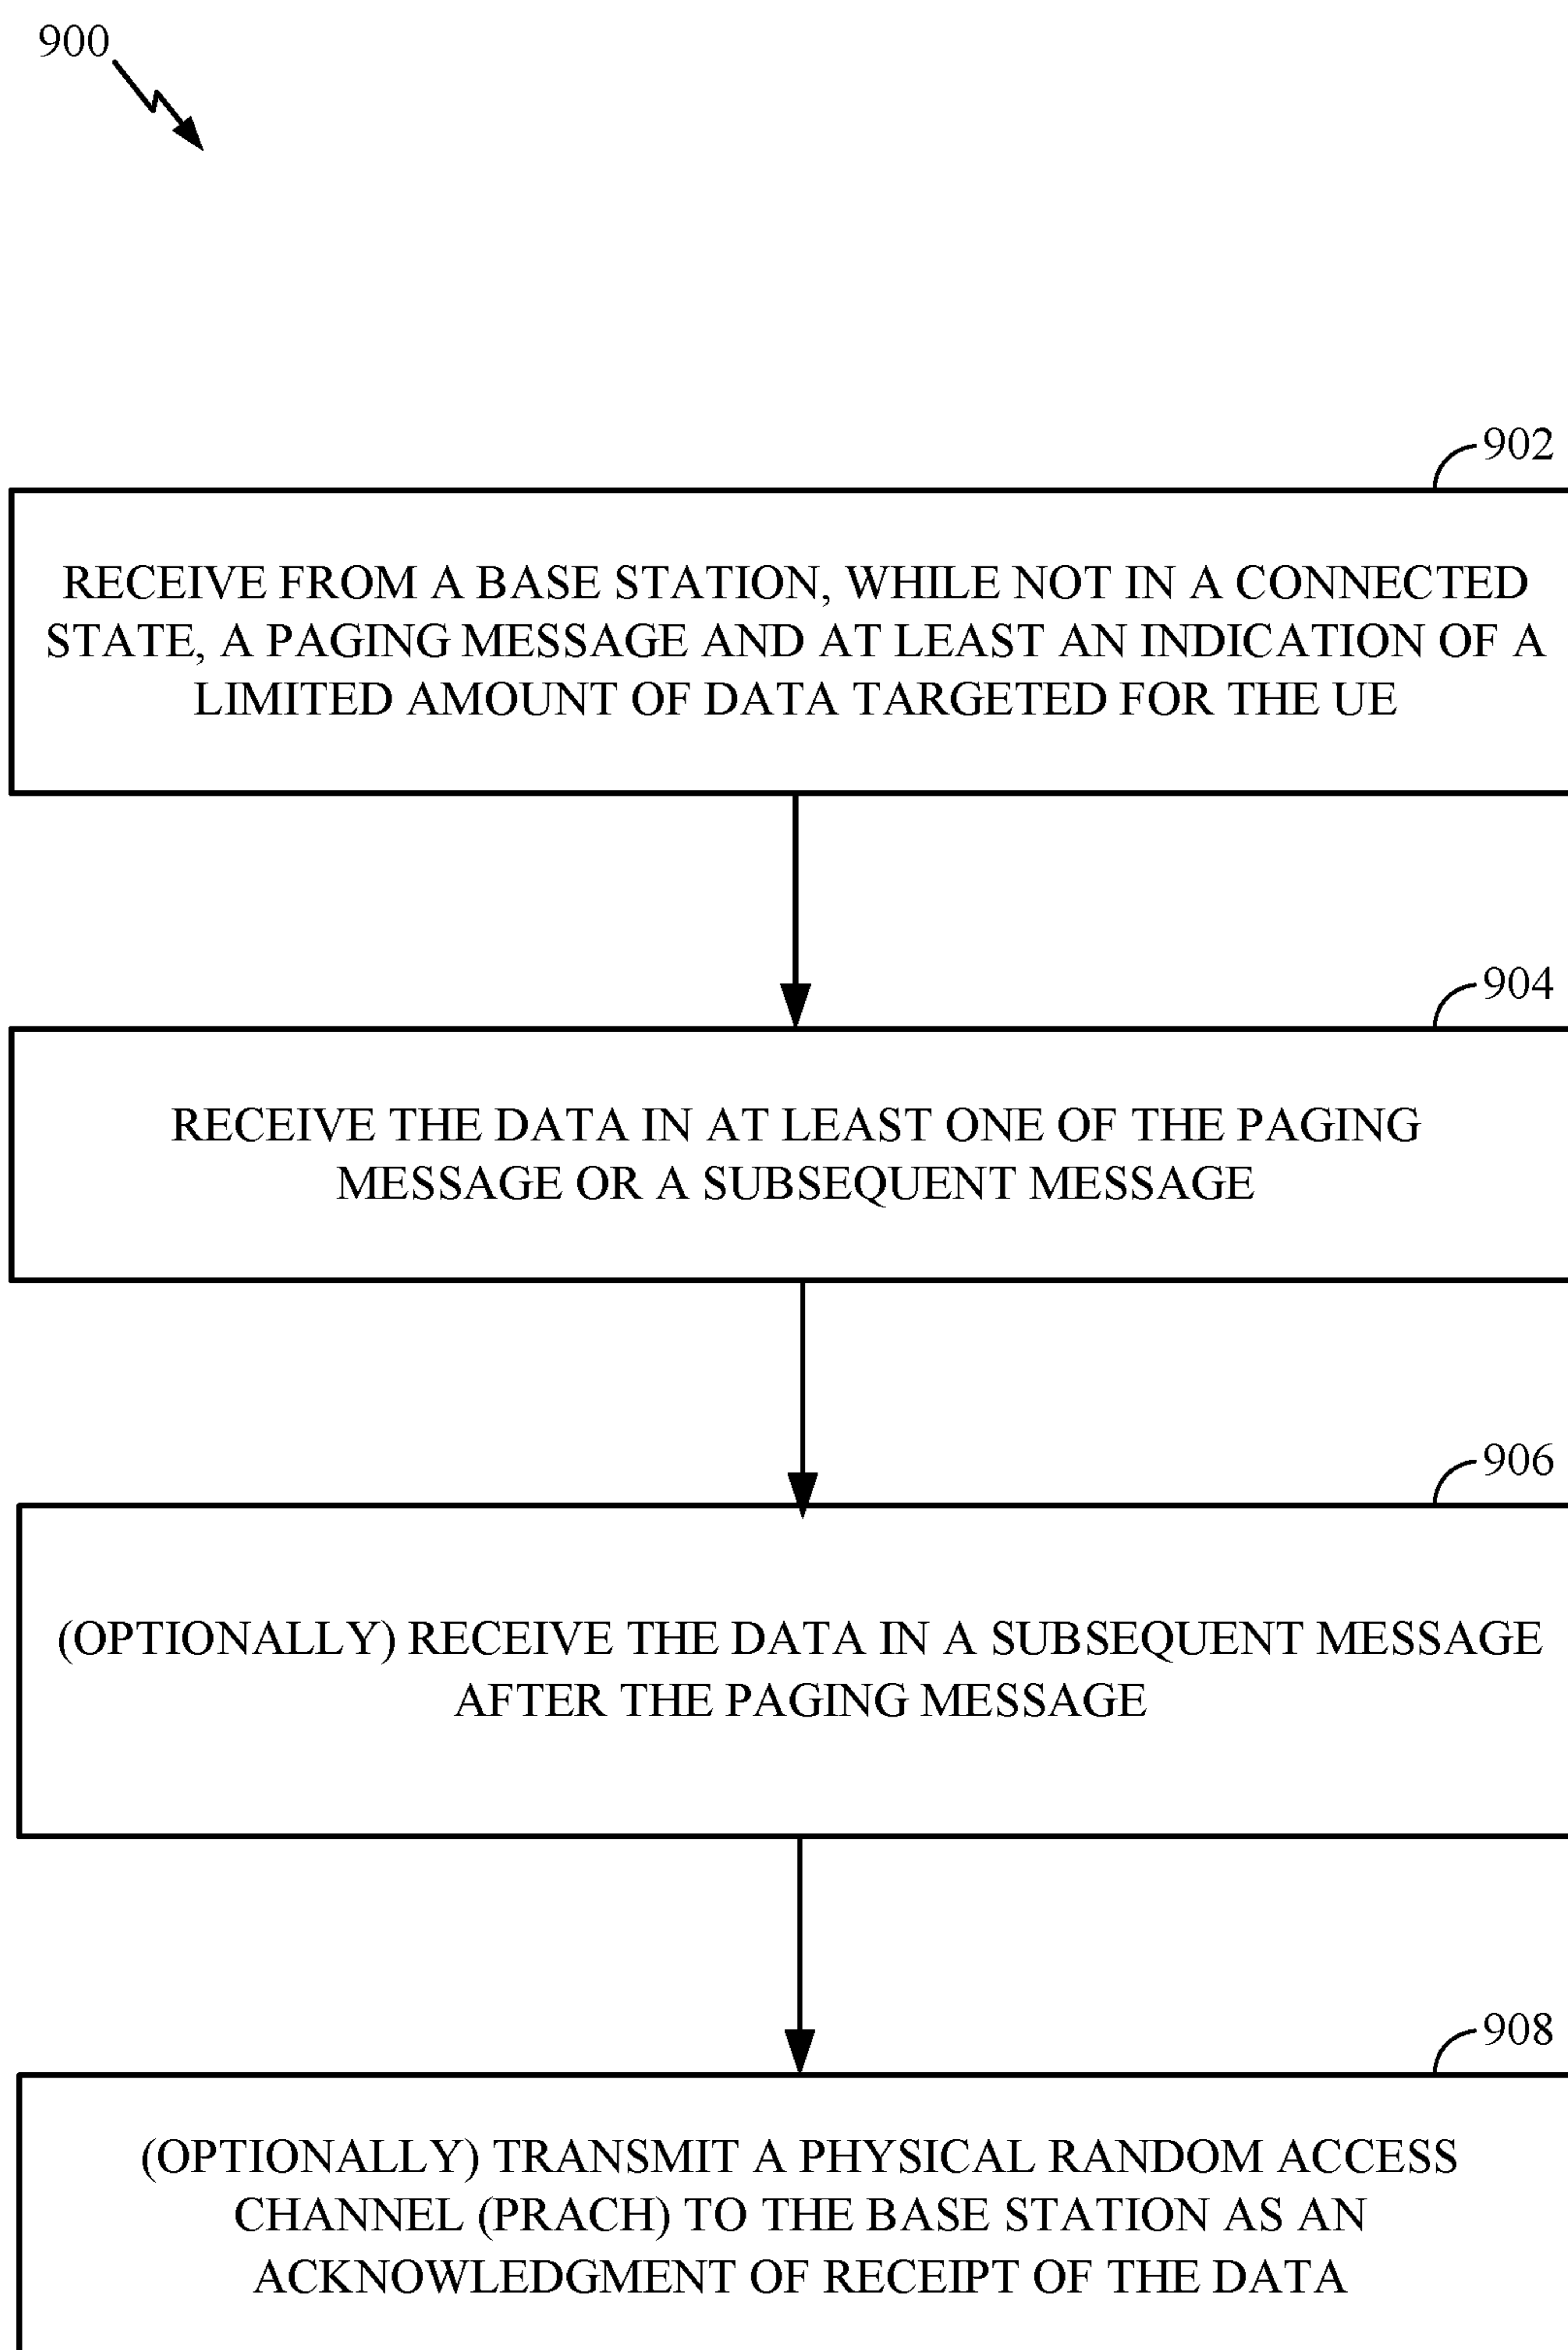 900
902
RECEIVE FROM A BASE STATION, WHILE NOT IN A CONNECTED
STATE, A PAGING MESSAGE AND AT LEAST AN INDICATION OF A
LIMITED AMOUNT OF DATA TARGETED FOR THE UE
904
RECEIVE THE DATA IN AT LEAST ONE OF THE PAGING
MESSAGE OR A SUBSEQUENT MESSAGE
906
(OPTIONALLY) RECEIVE THE DATA IN A SUBSEQUENT MESSAGE
AFTER THE PAGING MESSAGE
908
(OPTIONALLY) TRANSMIT A PHYSICAL RANDOM ACCESS
CHANNEL (PRACH) TO THE BASE STATION AS AN
ACKNOWLEDGMENT OF RECEIPT OF THE DATA